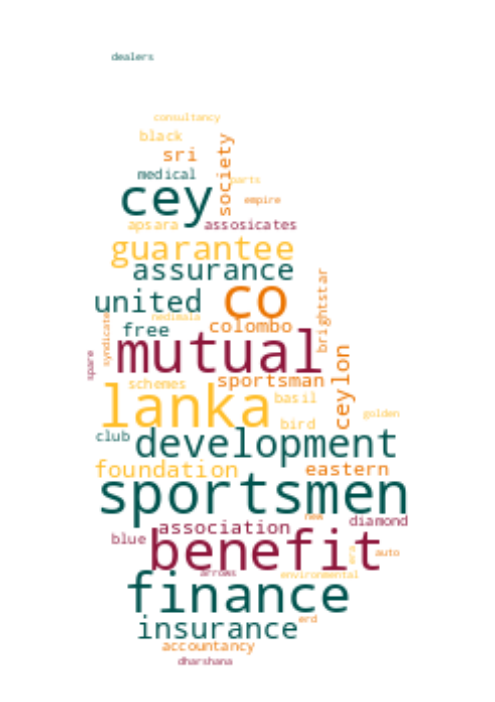 dealers
consultancy
black
sri
society
medical
parts
cey
empire
apsara
assosicates
guarantee
assurance
united
co
brightstar
nedimala
free
colombo
syndicate
mutual
spare
schemes
sportsman
ceylon
lanka
basil
golden
bird
club
development
foundation
eastern
sportsmen
new
diamond
association
blue
benefit
era
auto
arrows
environmental
finance
erd
insurance
accountancy
dharshana